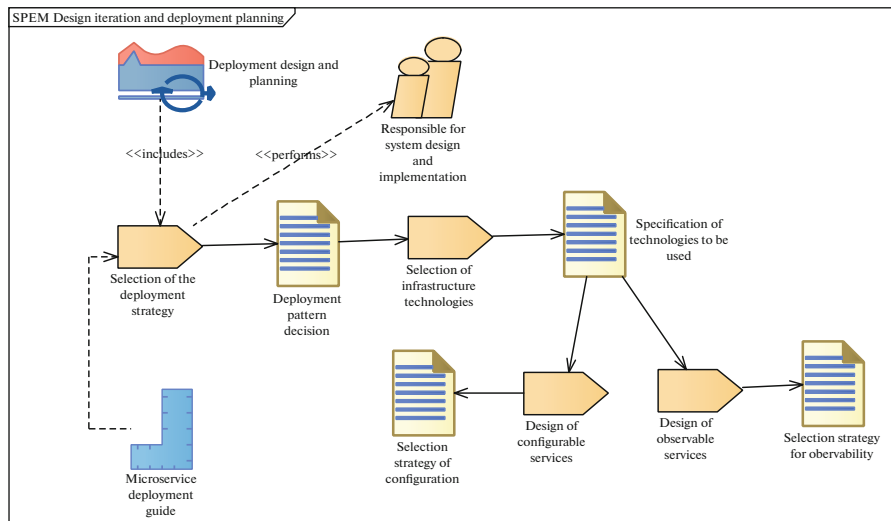 SPEM Design iteration and deployment planning
Deployment design and
planning
<<includes>>
<<performs>>
Responsible for
system design and
implementation
Selection of the
deployment
strategy
Deployment
pattern
decision
Selection of
infrastructure
technologies
Specification of
technologies to be
used
Microservice
deployment
guide
Selection
strategy of
configuration
Design of
configurable
services
Design of
observable
services
Selection strategy
for obervability